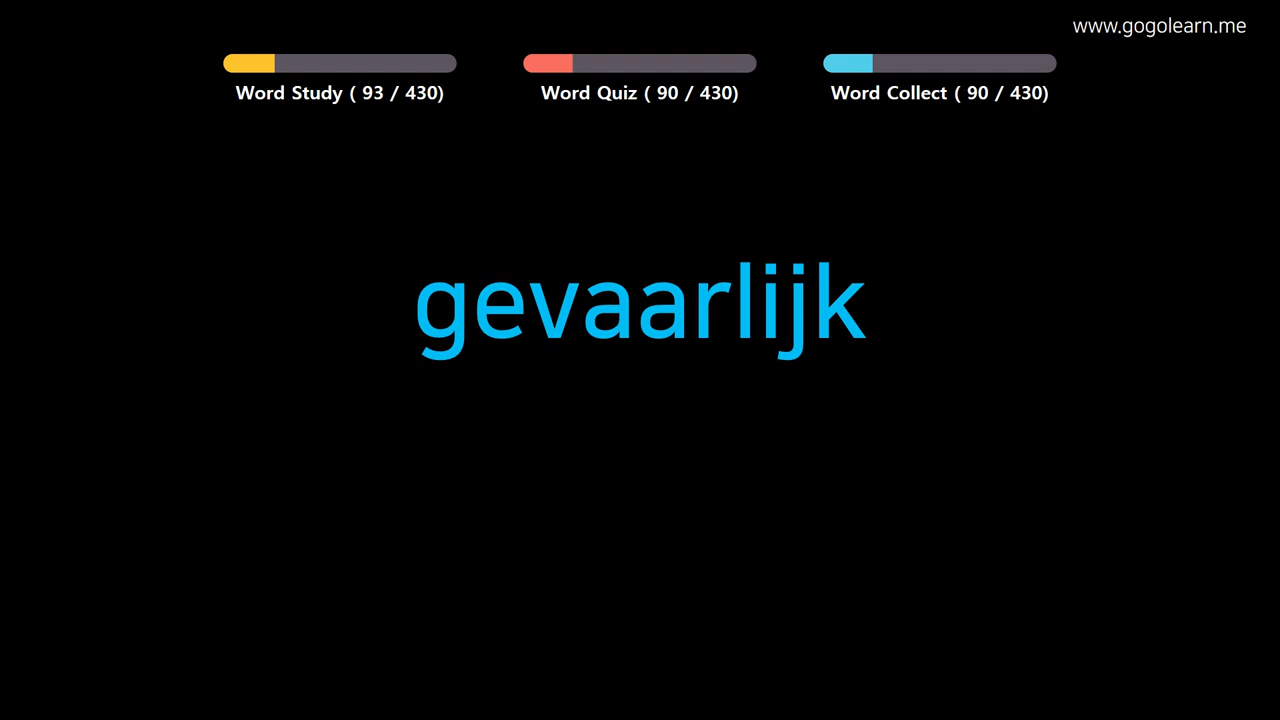 www.gogolearn.me
Word Study ( 93 / 430)
Word Quiz ( 90 / 430)
Word Collect ( 90 / 430)
gevaarlijk